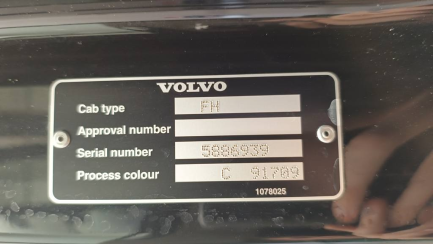 VOLVO
Cab type FH
Approval number
Serial number 5886939
Process colour C 91709
1078025